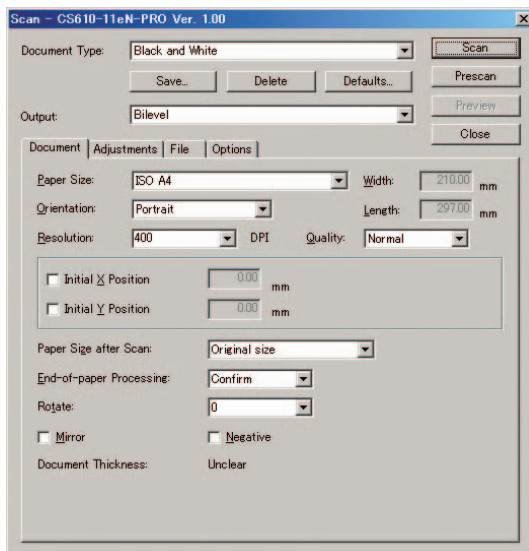 Scan - CS610-11eN-PRO Ver. 1.00
Document Type: Black and White Scan
Save... Delete Defaults... Prescan
Output: Bilevel Preview
Close
Document Adjustments File Options
Paper Size: ISO A4 Width: 210.00 mm
Orientation: Portrait Length: 297.00 mm
Resolution: 400 DPI Quality: Normal
Initial X Position 0.00 mm
Initial Y Position 0.00 mm
Paper Size after Scan: Original size
End-of-paper Processing: Confirm
Rotate: 0
Mirror Negative
Document Thickness: Unclear